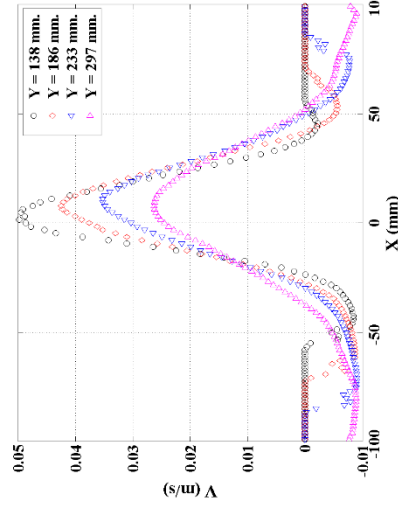 Y = 138 mm.
Y = 186 mm.
Y = 233 mm.
Y = 297 mm.
0.05
0.04
0.03
0.02
0.01
0
-0.01
V (m/s)
-100
-50
0
50
10
X (mm)